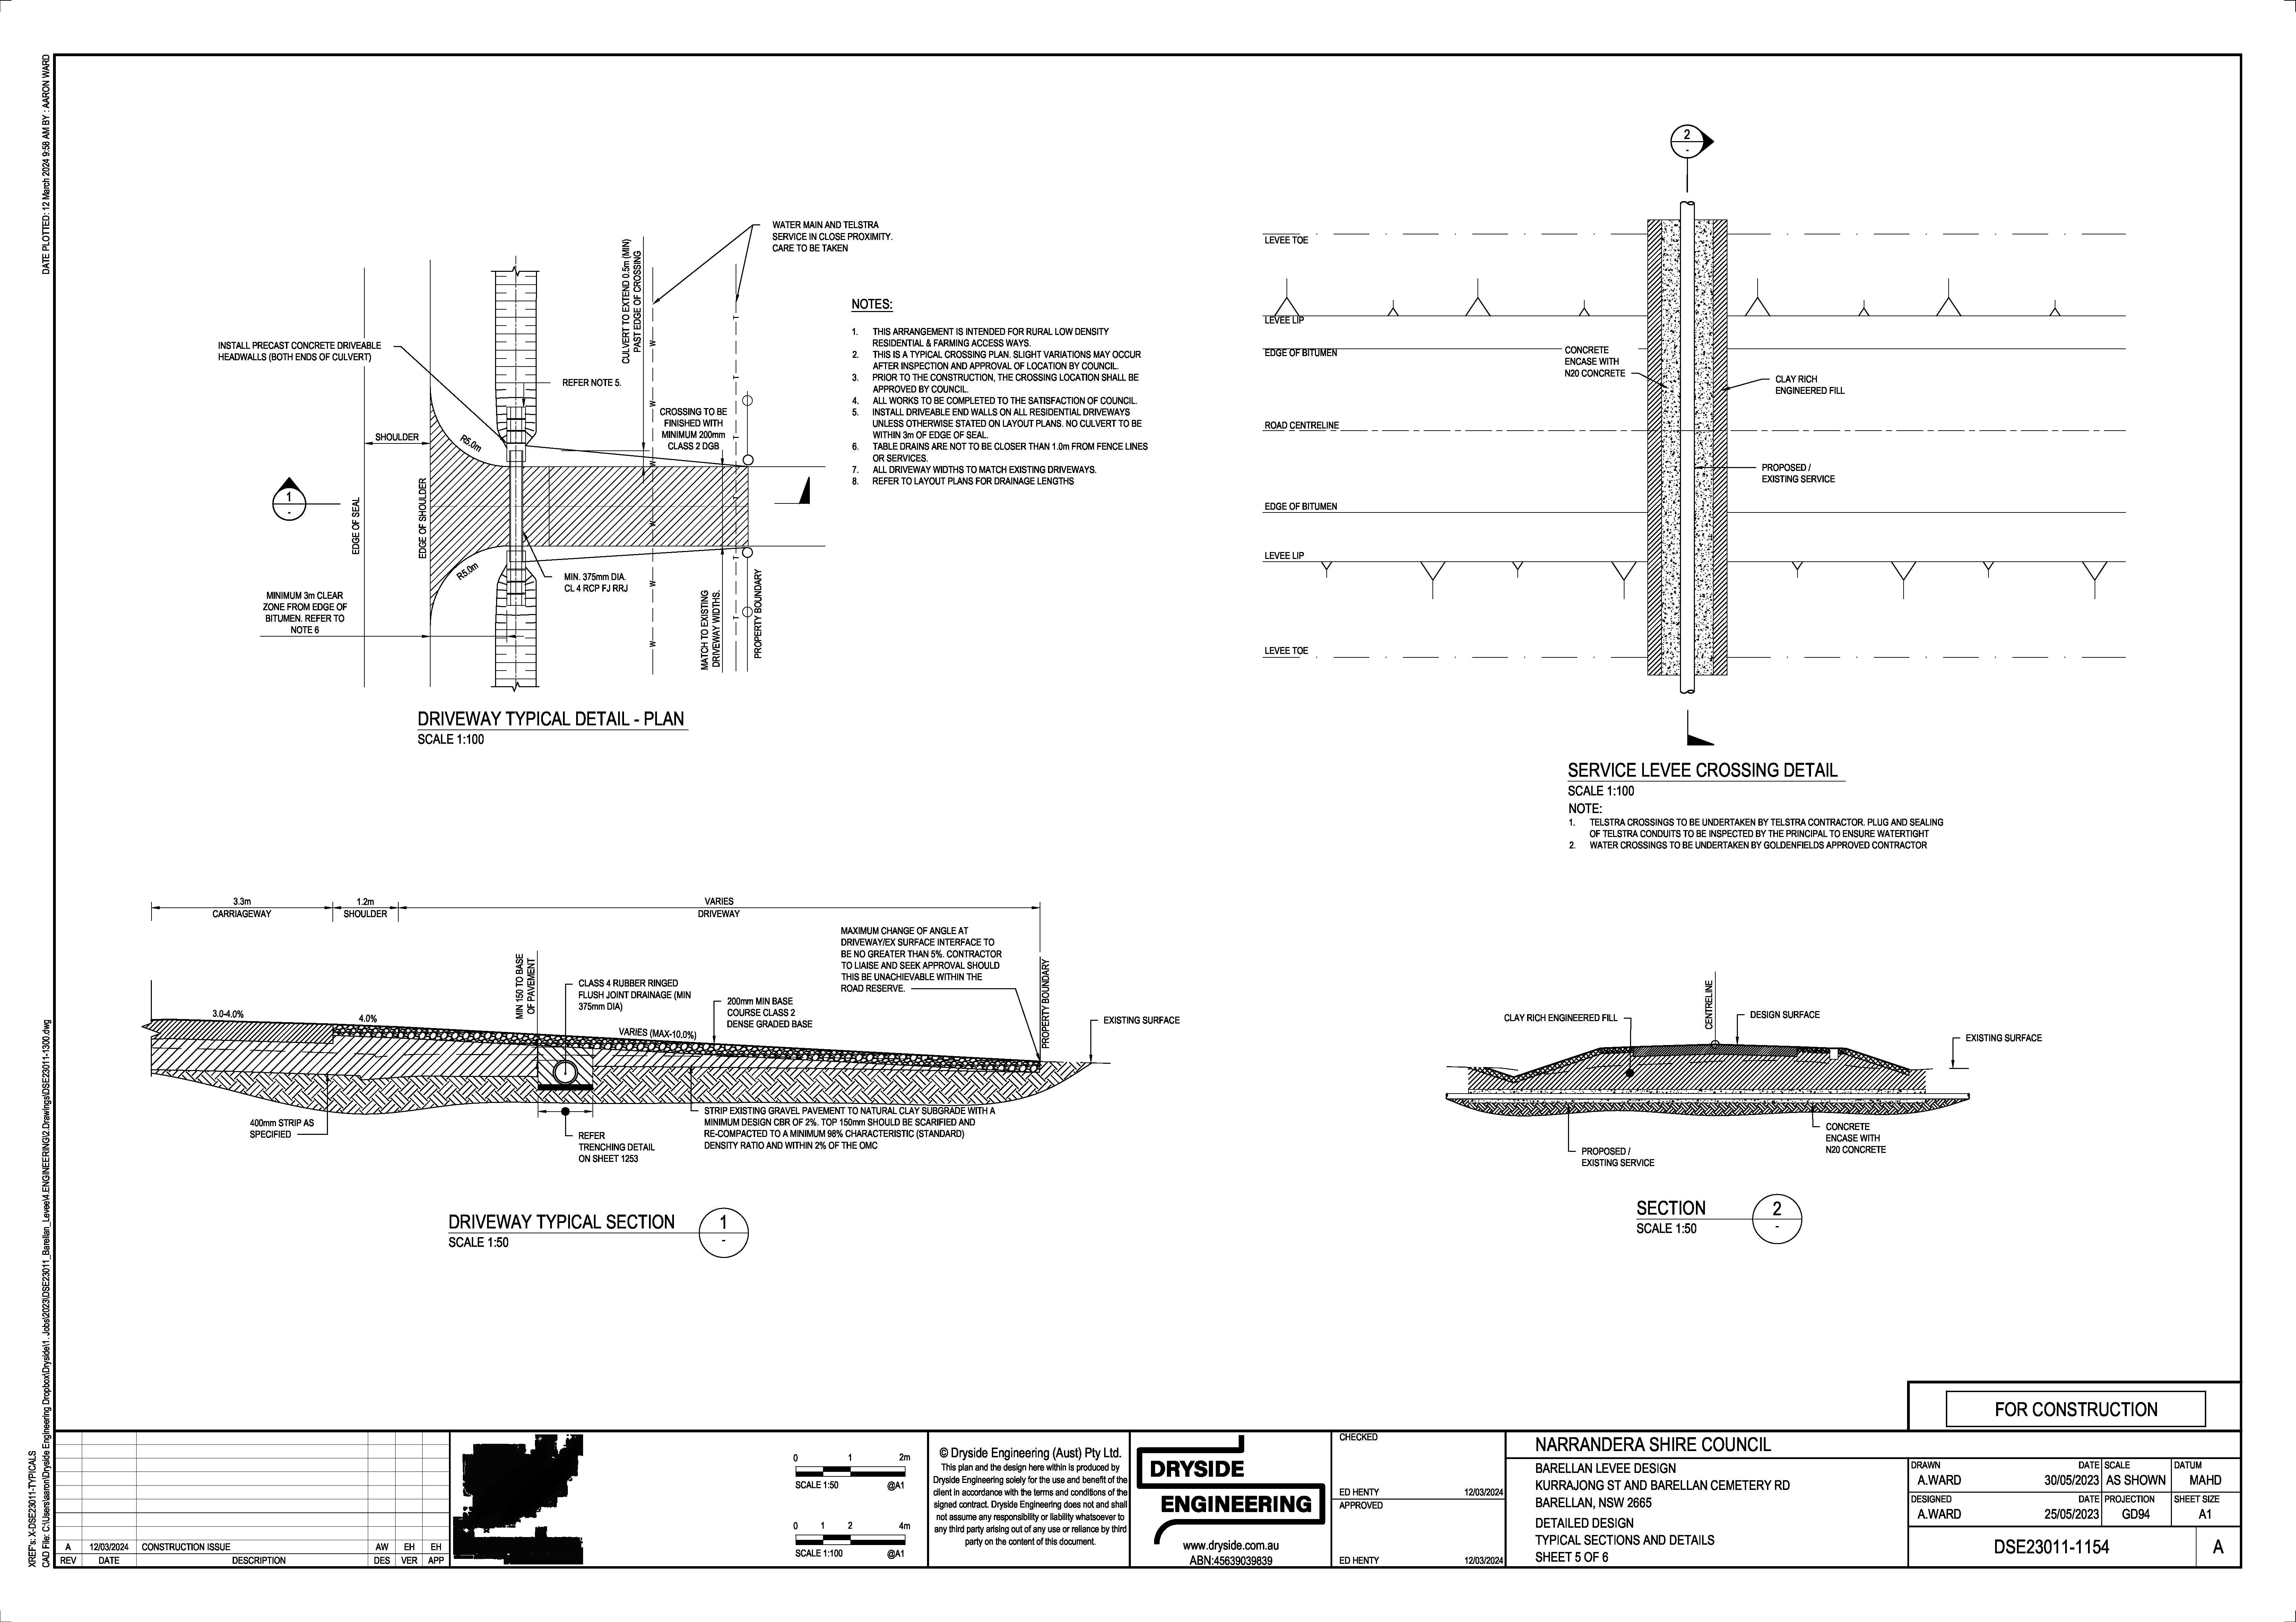 DATE PLOTTED: 12 March 2024 9:58 AM BY : AARON WARD
XREF's: X-DSE23011-TYPICALS
CAD File: C:\Users\aaron\Dryside Engineering Dropbox\Dryside\1. Jobs\2023\DSE23011_Barellan_Levee\4.ENGINEERING\2.Drawings\DSE23011-1300.dwg
WATER MAIN AND TELSTRA
SERVICE IN CLOSE PROXIMITY.
CARE TO BE TAKEN
CULVERT TO EXTEND 0.5m (MIN)
PAST EDGE OF CROSSING
INSTALL PRECAST CONCRETE DRIVEABLE
HEADWALLS (BOTH ENDS OF CULVERT)
REFER NOTE 5.
CROSSING TO BE
FINISHED WITH
MINIMUM 200mm
CLASS 2 DGB
SHOULDER
R5.0m
1
-
EDGE OF SEAL
EDGE OF SHOULDER
R5.0m
MIN. 375mm DIA.
CL 4 RCP FJ RRJ
MINIMUM 3m CLEAR
ZONE FROM EDGE OF
BITUMEN. REFER TO
NOTE 6
MATCH TO EXISTING
DRIVEWAY WIDTHS.
PROPERTY BOUNDARY
W
W
W
W
W
W
T
T
T
T
T
DRIVEWAY TYPICAL DETAIL - PLAN
SCALE 1:100
NOTES:
1. THIS ARRANGEMENT IS INTENDED FOR RURAL LOW DENSITY
RESIDENTIAL & FARMING ACCESS WAYS.
2. THIS IS A TYPICAL CROSSING PLAN. SLIGHT VARIATIONS MAY OCCUR
AFTER INSPECTION AND APPROVAL OF LOCATION BY COUNCIL.
3. PRIOR TO THE CONSTRUCTION, THE CROSSING LOCATION SHALL BE
APPROVED BY COUNCIL.
4. ALL WORKS TO BE COMPLETED TO THE SATISFACTION OF COUNCIL.
5. INSTALL DRIVEABLE END WALLS ON ALL RESIDENTIAL DRIVEWAYS
UNLESS OTHERWISE STATED ON LAYOUT PLANS. NO CULVERT TO BE
WITHIN 3m OF EDGE OF SEAL.
6. TABLE DRAINS ARE NOT TO BE CLOSER THAN 1.0m FROM FENCE LINES
OR SERVICES.
7. ALL DRIVEWAY WIDTHS TO MATCH EXISTING DRIVEWAYS.
8. REFER TO LAYOUT PLANS FOR DRAINAGE LENGTHS
2
-
LEVEE TOE
LEVEE LIP
EDGE OF BITUMEN
CONCRETE
ENCASE WITH
N20 CONCRETE
CLAY RICH
ENGINEERED FILL
ROAD CENTRELINE
PROPOSED /
EXISTING SERVICE
EDGE OF BITUMEN
LEVEE LIP
LEVEE TOE
SERVICE LEVEE CROSSING DETAIL
SCALE 1:100
NOTE:
1. TELSTRA CROSSINGS TO BE UNDERTAKEN BY TELSTRA CONTRACTOR. PLUG AND SEALING
OF TELSTRA CONDUITS TO BE INSPECTED BY THE PRINCIPAL TO ENSURE WATERTIGHT
2. WATER CROSSINGS TO BE UNDERTAKEN BY GOLDENFIELDS APPROVED CONTRACTOR
3.3m
CARRIAGEWAY
1.2m
SHOULDER
VARIES
DRIVEWAY
MAXIMUM CHANGE OF ANGLE AT
DRIVEWAY/EX SURFACE INTERFACE TO
BE NO GREATER THAN 5%. CONTRACTOR
TO LIAISE AND SEEK APPROVAL SHOULD
THIS BE UNACHIEVABLE WITHIN THE
ROAD RESERVE.
MIN 150 TO BASE
OF PAVEMENT
CLASS 4 RUBBER RINGED
FLUSH JOINT DRAINAGE (MIN
375mm DIA)
200mm MIN BASE
COURSE CLASS 2
DENSE GRADED BASE
PROPERTY BOUNDARY
EXISTING SURFACE
3.0-4.0%
4.0%
VARIES (MAX-10.0%)
400mm STRIP AS
SPECIFIED
REFER
TRENCHING DETAIL
ON SHEET 1253
STRIP EXISTING GRAVEL PAVEMENT TO NATURAL CLAY SUBGRADE WITH A
MINIMUM DESIGN CBR OF 2%. TOP 150mm SHOULD BE SCARIFIED AND
RE-COMPACTED TO A MINIMUM 98% CHARACTERISTIC (STANDARD)
DENSITY RATIO AND WITHIN 2% OF THE OMC
DRIVEWAY TYPICAL SECTION
SCALE 1:50
1
-
CENTRELINE
CLAY RICH ENGINEERED FILL
DESIGN SURFACE
EXISTING SURFACE
PROPOSED /
EXISTING SERVICE
CONCRETE
ENCASE WITH
N20 CONCRETE
SECTION
SCALE 1:50
2
-
FOR CONSTRUCTION
A 12/03/2024 CONSTRUCTION ISSUE AW EH EH
REV DATE DESCRIPTION DES VER APP
0 1 2m
SCALE 1:50 @A1
0 1 2 4m
SCALE 1:100 @A1
© Dryside Engineering (Aust) Pty Ltd.
This plan and the design here within is produced by
Dryside Engineering solely for the use and benefit of the
client in accordance with the terms and conditions of the
signed contract. Dryside Engineering does not and shall
not assume any responsibility or liability whatsoever to
any third party arising out of any use or reliance by third
party on the content of this document.
DRYSIDE
ENGINEERING
www.dryside.com.au
ABN:45639039839
CHECKED
ED HENTY 12/03/2024
APPROVED
ED HENTY 12/03/2024
NARRANDERA SHIRE COUNCIL
BARELLAN LEVEE DESIGN
KURRAJONG ST AND BARELLAN CEMETERY RD
BARELLAN, NSW 2665
DETAILED DESIGN
TYPICAL SECTIONS AND DETAILS
SHEET 5 OF 6
DRAWN DATE SCALE DATUM
A.WARD 30/05/2023 AS SHOWN MAHD
DESIGNED DATE PROJECTION SHEET SIZE
A.WARD 25/05/2023 GD94 A1
DSE23011-1154 A